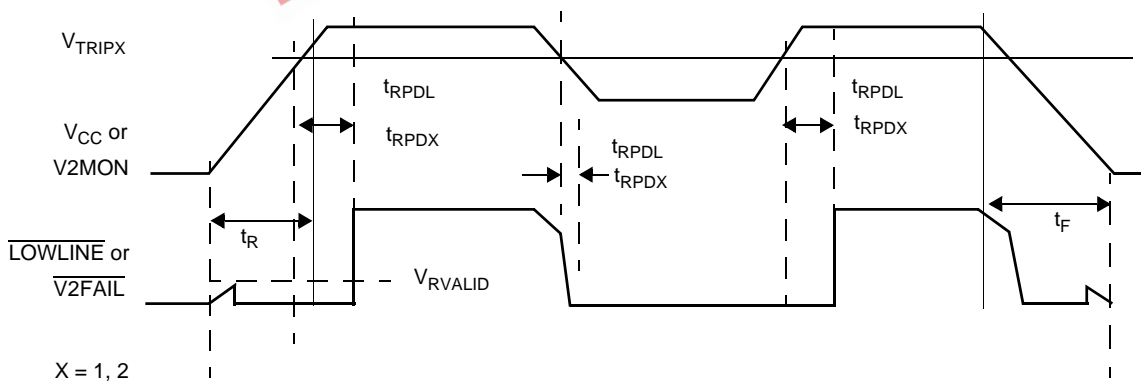 VTRIPX
tRPDL
tRPDL
VCC or
tRPDX
tRPDX
V2MON
tRPDL
tRPDX
tR
tF
LOWLINE or
V2FAIL
VRVALID
X = 1, 2